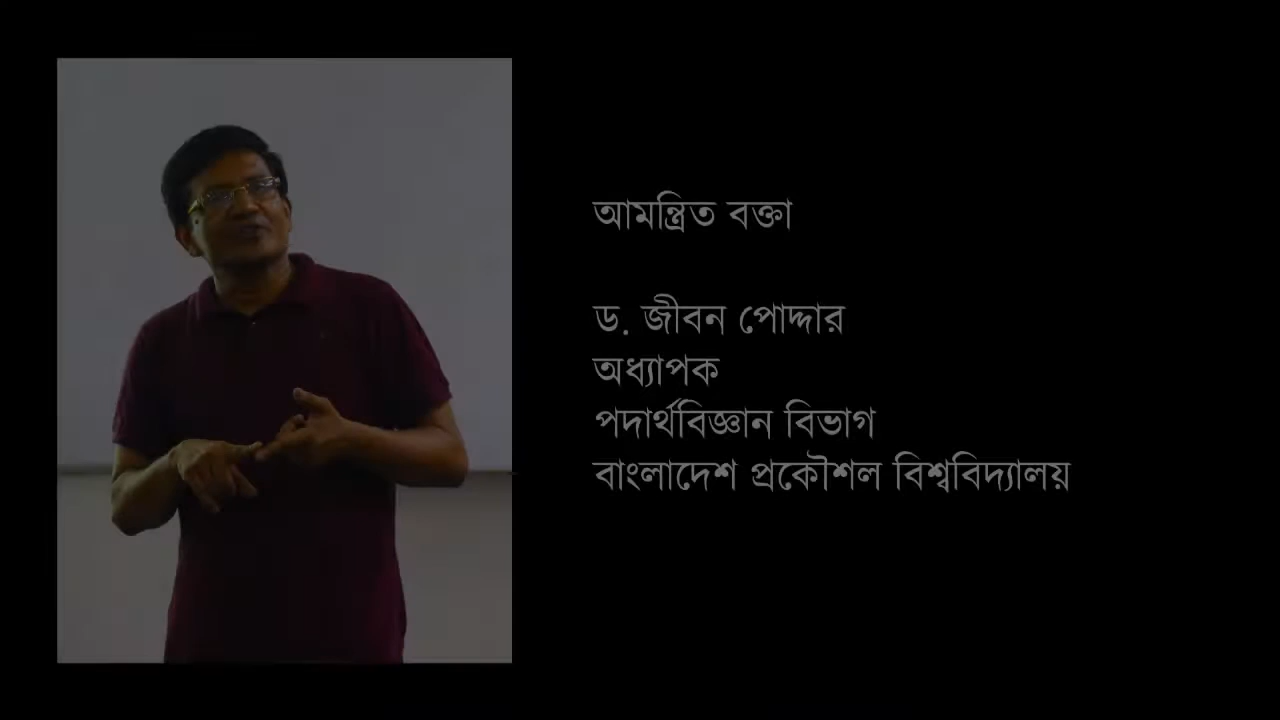 আমন্ত্রিত বক্তা
ড. জীবন পোদ্দার
অধ্যাপক
পদার্থবিজ্ঞান বিভাগ
বাংলাদেশ প্রকৌশল বিশ্ববিদ্যালয়